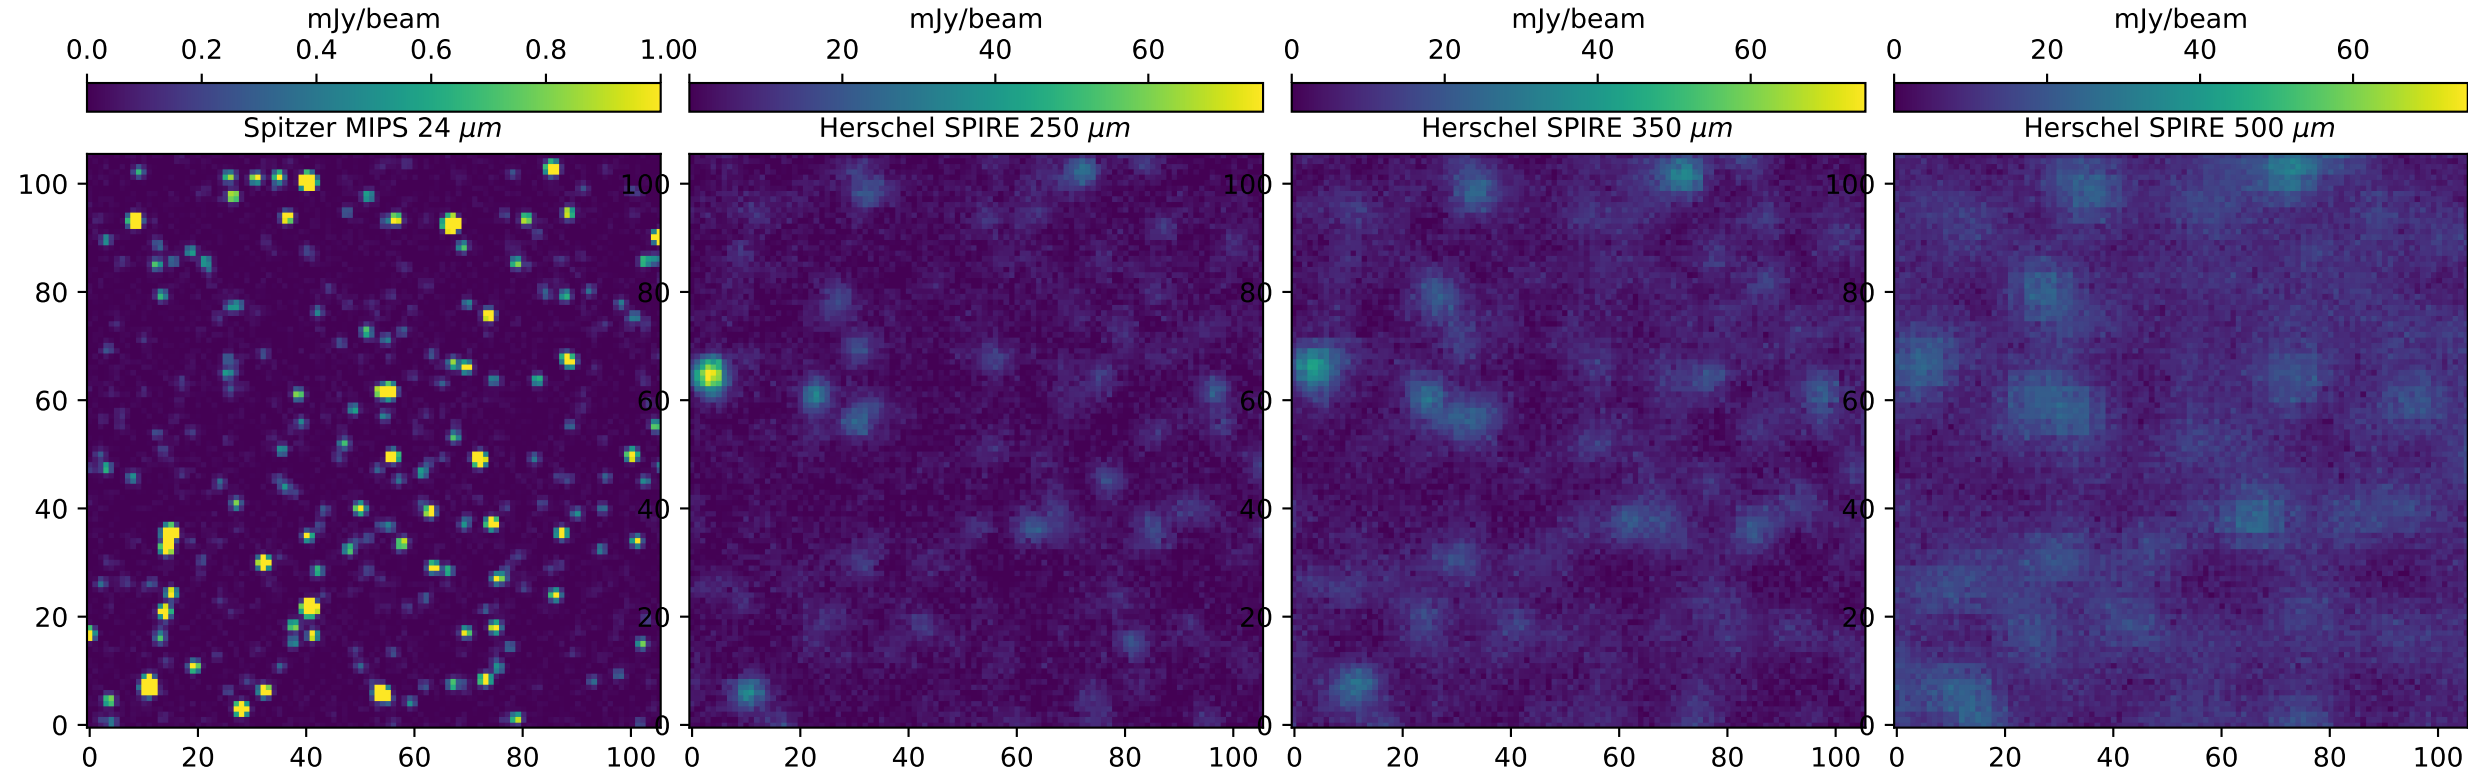 mJy/beam mJy/beam mJy/beam mJy/beam
0.0 0.2 0.4 0.6 0.8 1.0 0 20 40 60 0 20 40 60 0 20 40 60
Spitzer MIPS 24 μm Herschel SPIRE 250 μm Herschel SPIRE 350 μm Herschel SPIRE 500 μm
100 100 100 100
80 80 80 80
60 60 60 60
40 40 40 40
20 20 20 20
0 0 0 0
0 20 40 60 80 100 0 20 40 60 80 100 0 20 40 60 80 100 0 20 40 60 80 100